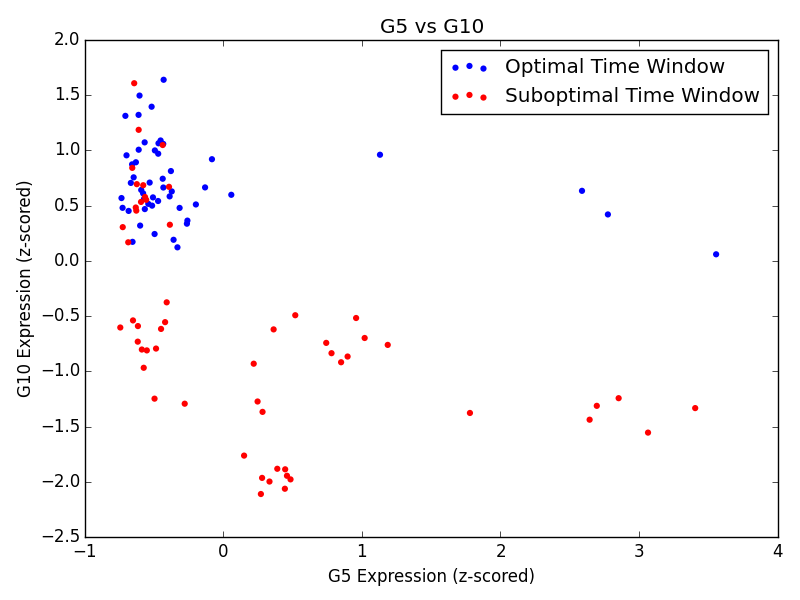 G5 vs G10
Optimal Time Window
Suboptimal Time Window
2.0
1.5
1.0
0.5
0.0
−0.5
−1.0
−1.5
−2.0
−2.5
G10 Expression (z-scored)
−1 0 1 2 3 4
G5 Expression (z-scored)